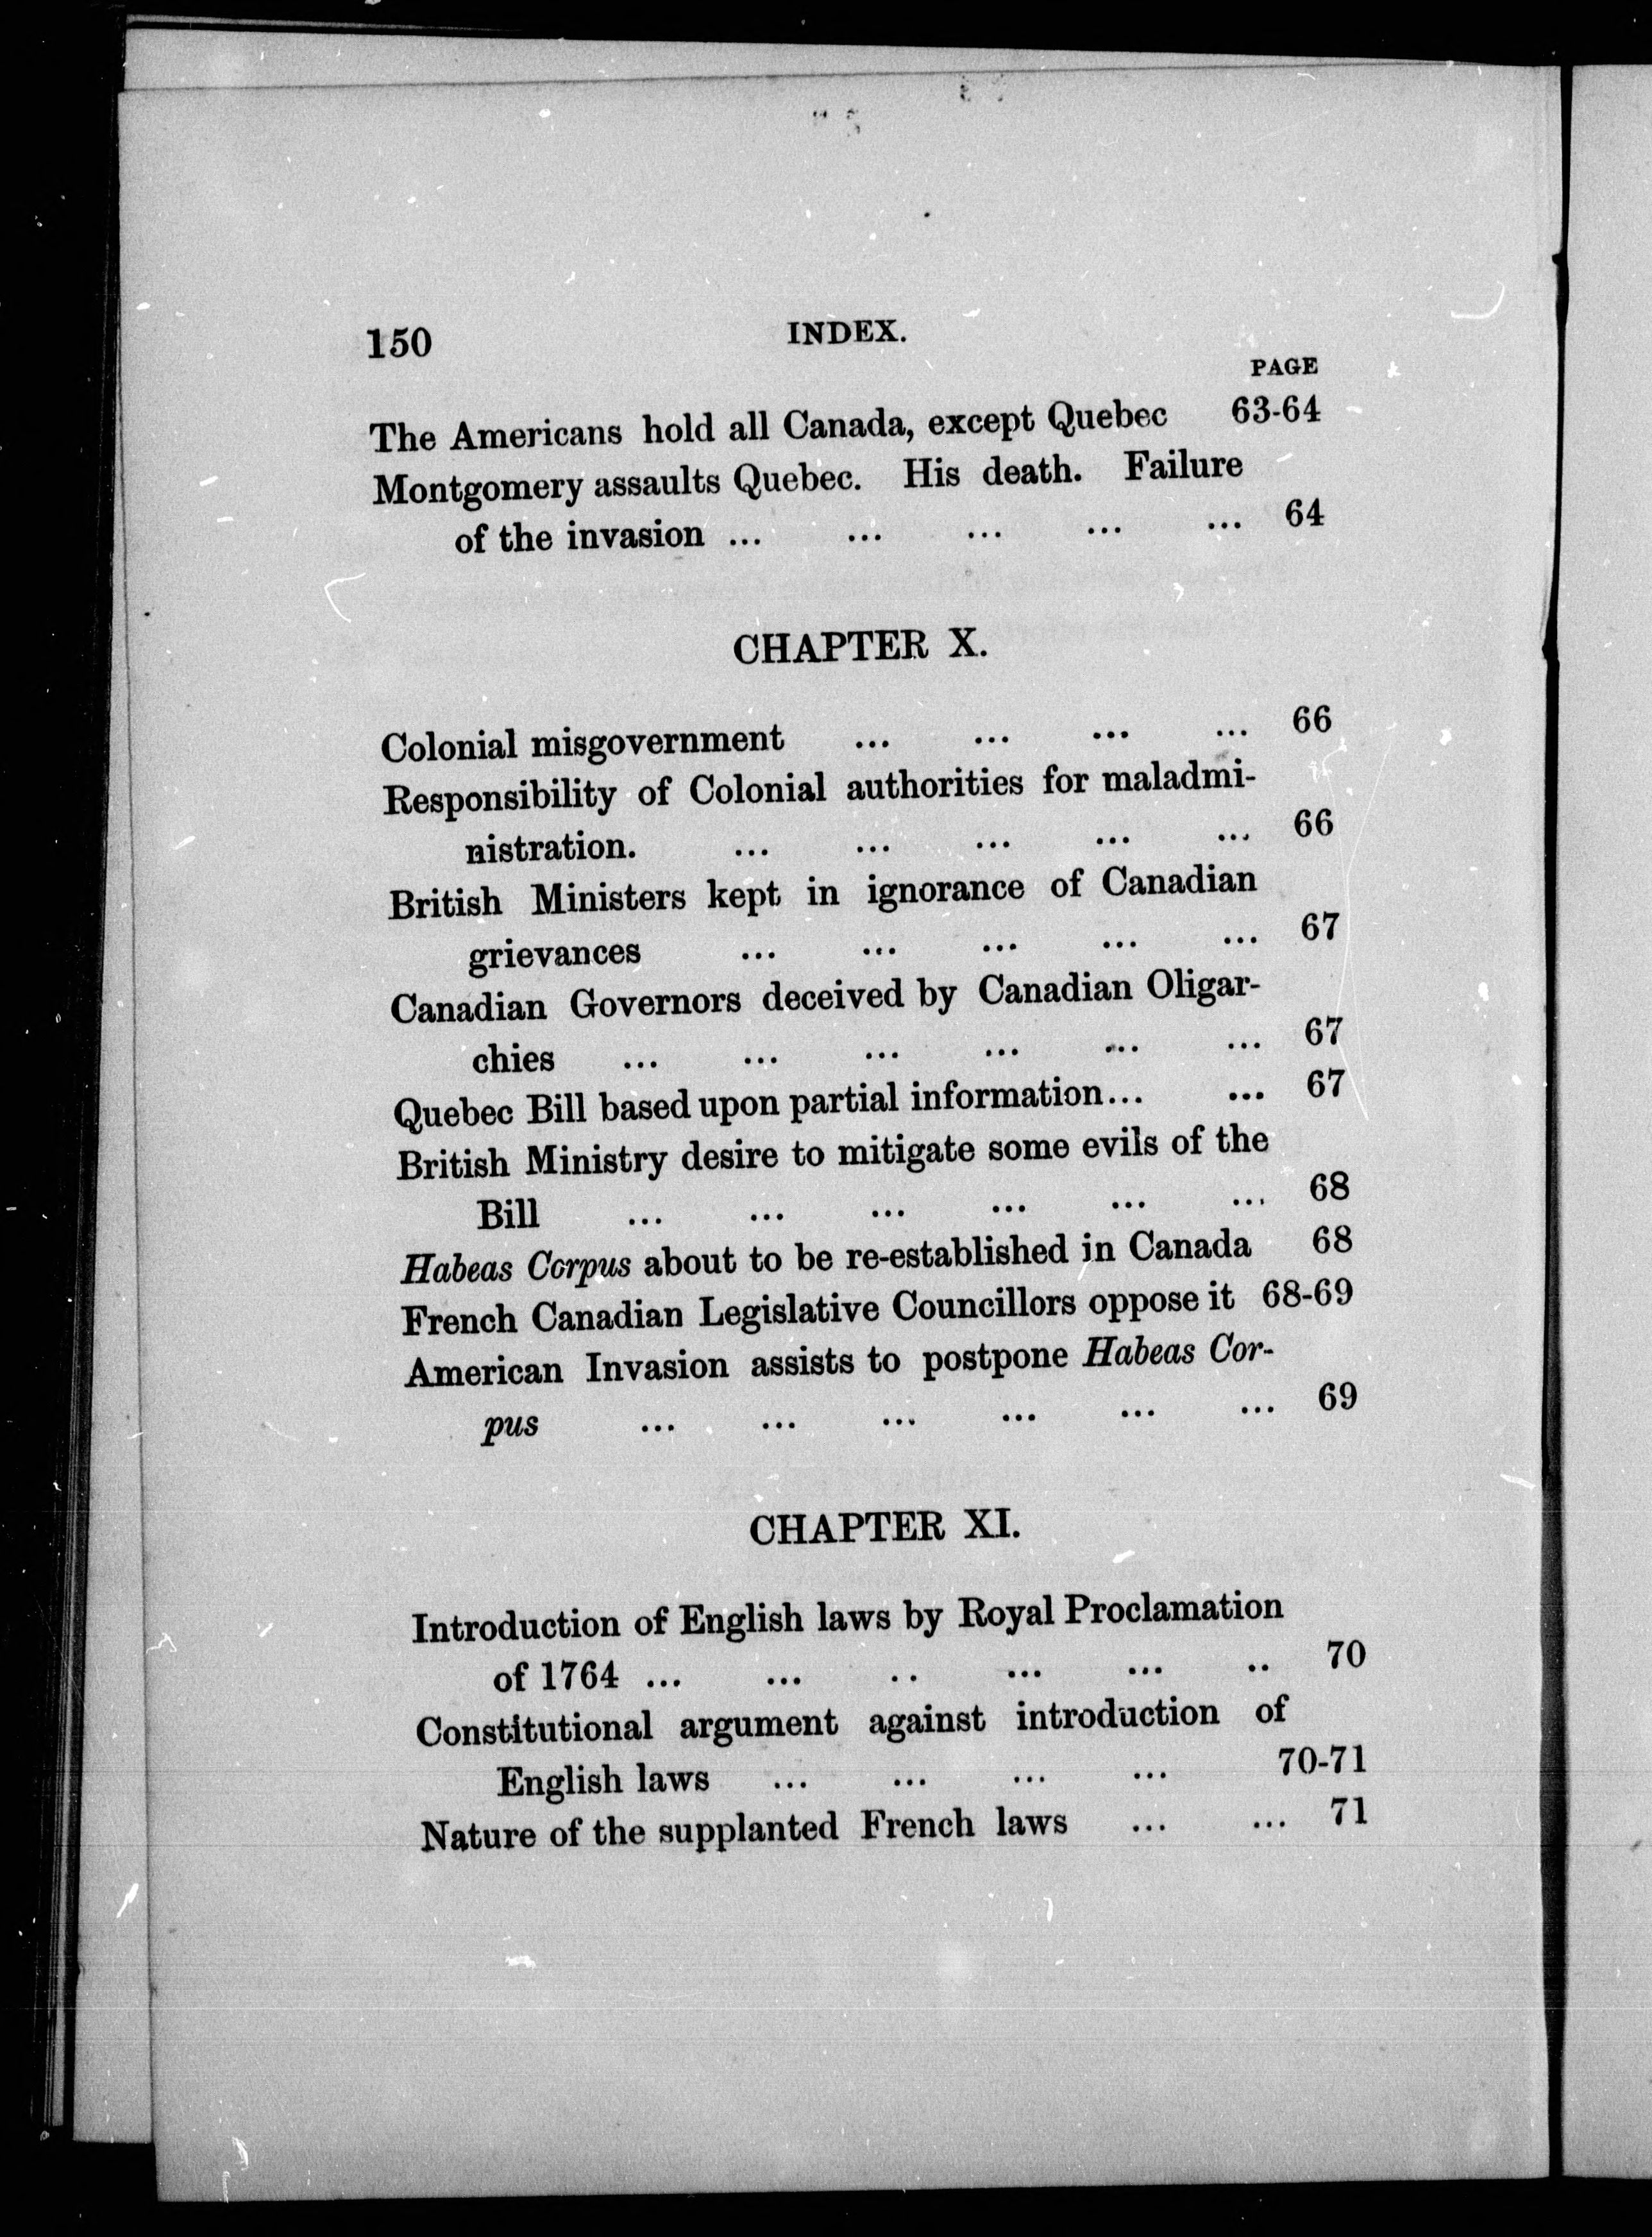 150
INDEX.
PAGE
The Americans hold all Canada, except Quebec 63-64
Montgomery assaults Quebec. His death. Failure
of the invasion ... ... ... ... ... 64
CHAPTER X.
Colonial misgovernment ... ... ... ... 66
Responsibility of Colonial authorities for maladmi-
nistration. ... ... ... ... ... 66
British Ministers kept in ignorance of Canadian
grievances ... ... ... ... ... 67
Canadian Governors deceived by Canadian Oligar-
chies ... ... ... ... ... ... 67
Quebec Bill based upon partial information... ... 67
British Ministry desire to mitigate some evils of the
Bill ... ... ... ... ... ... 68
Habeas Corpus about to be re-established in Canada 68
French Canadian Legislative Councillors oppose it 68-69
American Invasion assists to postpone Habeas Cor-
pus ... ... ... ... ... ... 69
CHAPTER XI.
Introduction of English laws by Royal Proclamation
of 1764 ... ... .. ... ... .. 70
Constitutional argument against introduction of
English laws ... ... ... ... 70-71
Nature of the supplanted French laws ... ... 71